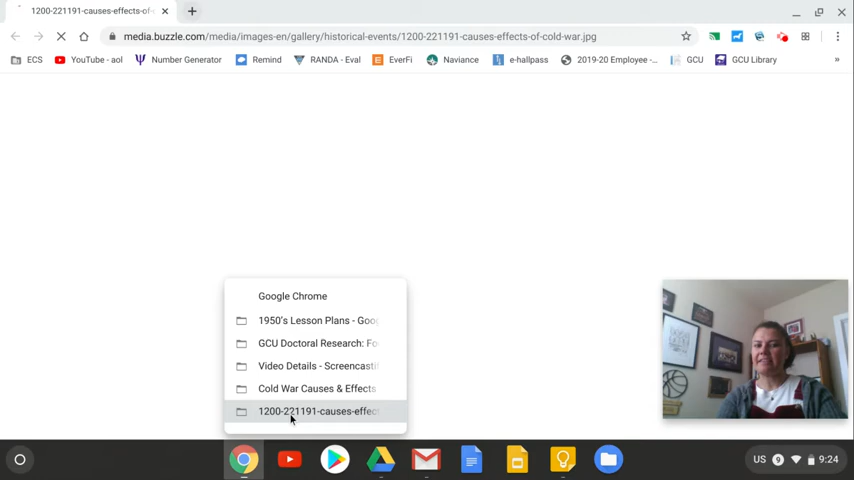 1200-221191-causes-effects-of-
media.buzzle.com/media/images-en/gallery/historical-events/1200-221191-causes-effects-of-cold-war.jpg
ECS YouTube - aol Number Generator Remind RANDA - Eval EverFi Naviance e-hallpass 2019-20 Employee -... GCU GCU Library »
Google Chrome
1950's Lesson Plans - Goo
GCU Doctoral Research: Fo
Video Details - Screencasti
Cold War Causes & Effects
1200-221191-causes-effect
US 9 9:24